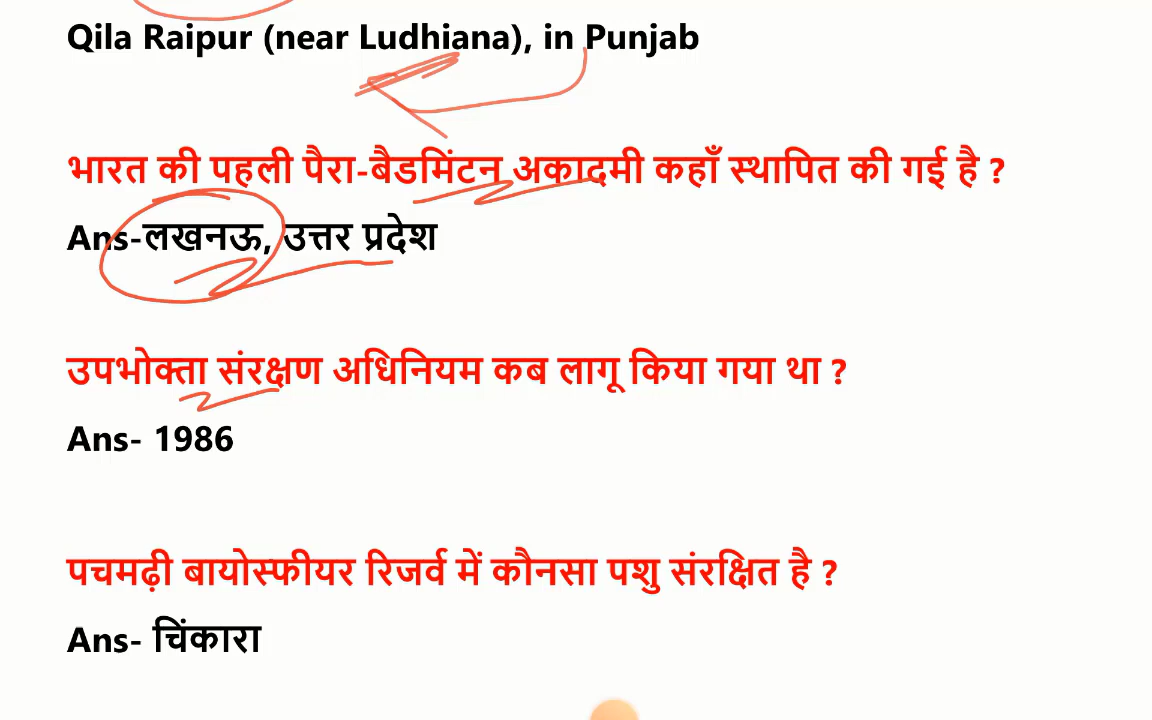 Qila Raipur (near Ludhiana), in Punjab
भारत की पहली पैरा-बैडमिंटन अकादमी कहाँ स्थापित की गई है ?
Ans-लखनऊ, उत्तर प्रदेश
उपभोक्ता संरक्षण अधिनियम कब लागू किया गया था ?
Ans- 1986
पचमढ़ी बायोस्फीयर रिजर्व में कौनसा पशु संरक्षित है ?
Ans- चिंकारा